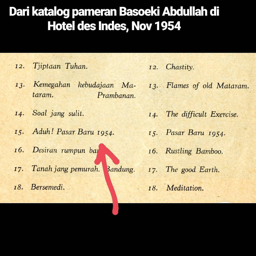 Dari katalog pameran Basoeki Abdullah di
Hotel des Indes, Nov 1954
12. Tjiptaan Tuhan.
12. Chastity.
13. Kemegahan kebudajaan Ma-
taram. Prambanan.
13. Flames of old Mataram.
14. Soal jang sulit.
14. The difficult Exercise.
15. Aduh! Pasar Baru 1954.
15. Pasar Baru 1954.
16. Desiran rumpun
16. Rustling Bamboo.
17. Tanah jang pemurah. Bandung.
17. The good Earth.
18. Bersemedi.
18. Meditation.